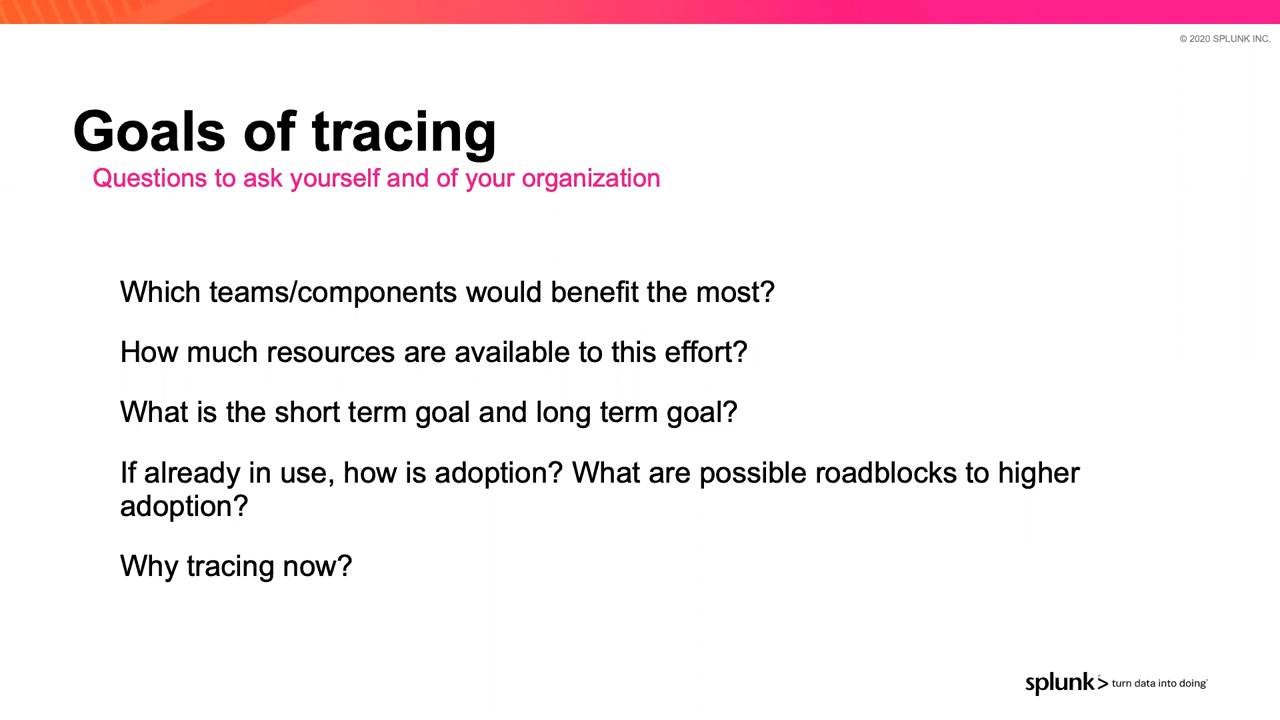 © 2020 SPLUNK INC.
Goals of tracing
Questions to ask yourself and of your organization
Which teams/components would benefit the most?
How much resources are available to this effort?
What is the short term goal and long term goal?
If already in use, how is adoption? What are possible roadblocks to higher
adoption?
Why tracing now?
splunk> turn data into doing®